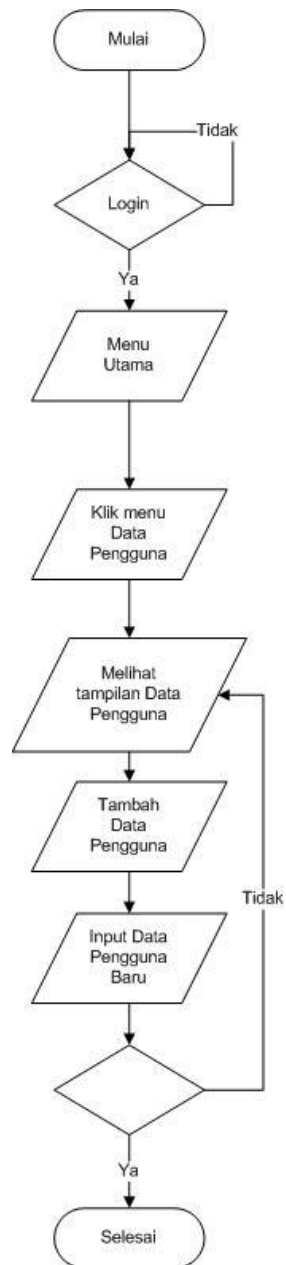 Mulai
Tidak
Login
Ya
Menu
Utama
Klik menu
Data
Pengguna
Melihat
tampilan Data
Pengguna
Tambah
Data
Pengguna
Tidak
Input Data
Pengguna
Baru
Ya
Selesai